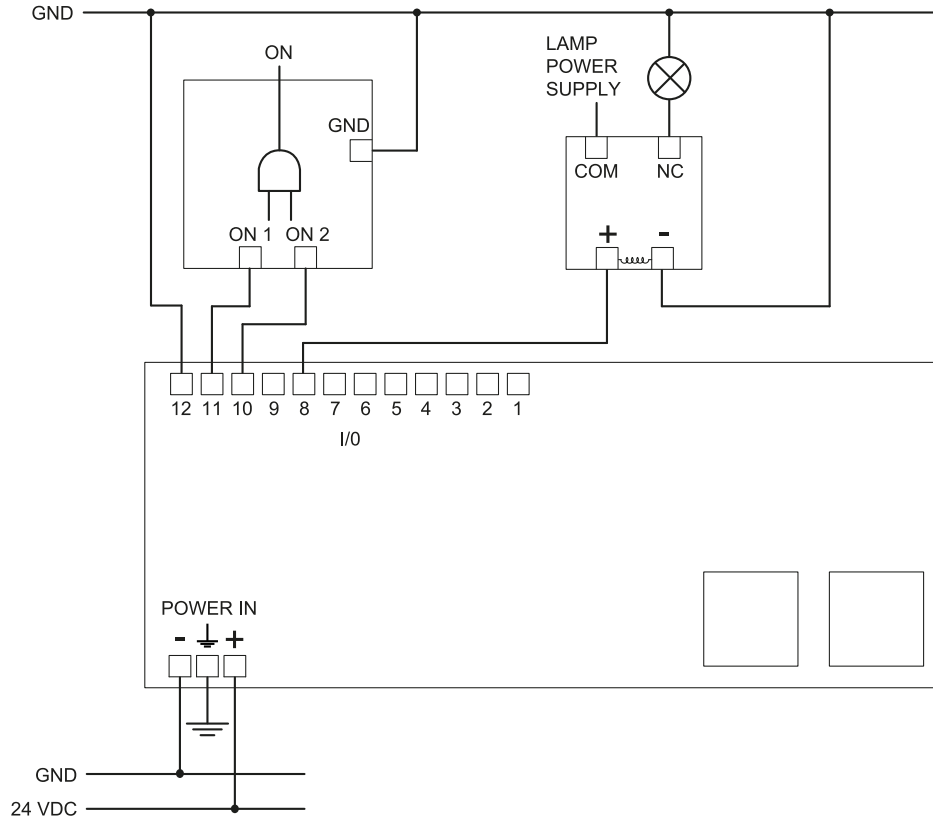 GND
ON
LAMP
POWER
SUPPLY
GND
COM
NC
ON 1
ON 2
+
-
12
11
10
9
8
7
6
5
4
3
2
1
I/0
POWER IN
-
+
GND
24 VDC